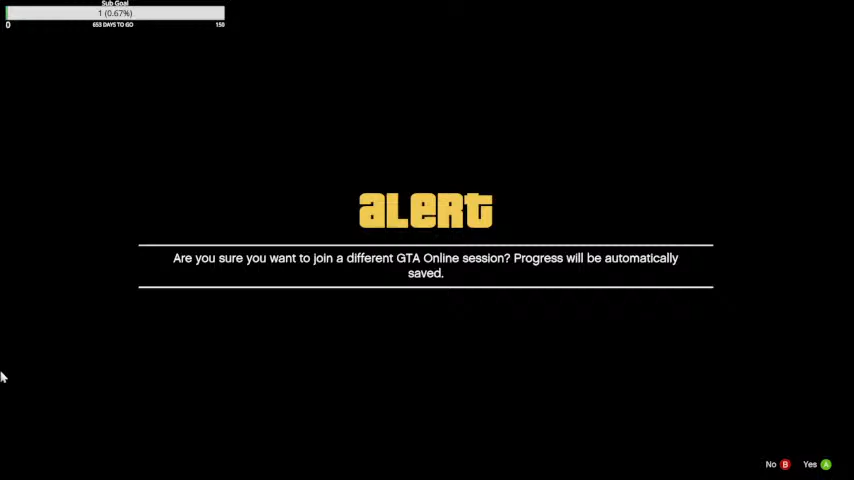 Sub Goal
1 (0.67%)
0 653 DAYS TO GO 150
alert
Are you sure you want to join a different GTA Online session? Progress will be automatically
saved.
No B Yes A